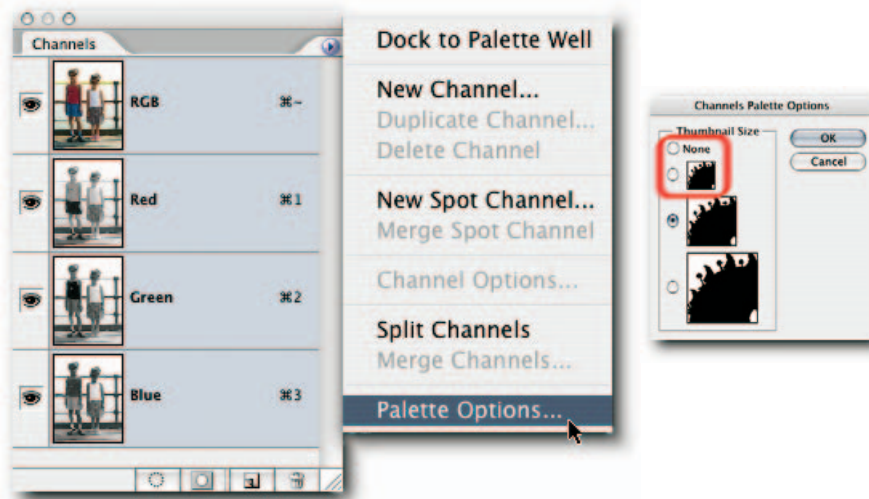 Channels
RGB ⌘~
Red ⌘1
Green ⌘2
Blue ⌘3
Dock to Palette Well
New Channel...
Duplicate Channel...
Delete Channel
New Spot Channel...
Merge Spot Channel
Channel Options...
Split Channels
Merge Channels...
Palette Options...
Channels Palette Options
Thumbnail Size
None
OK
Cancel